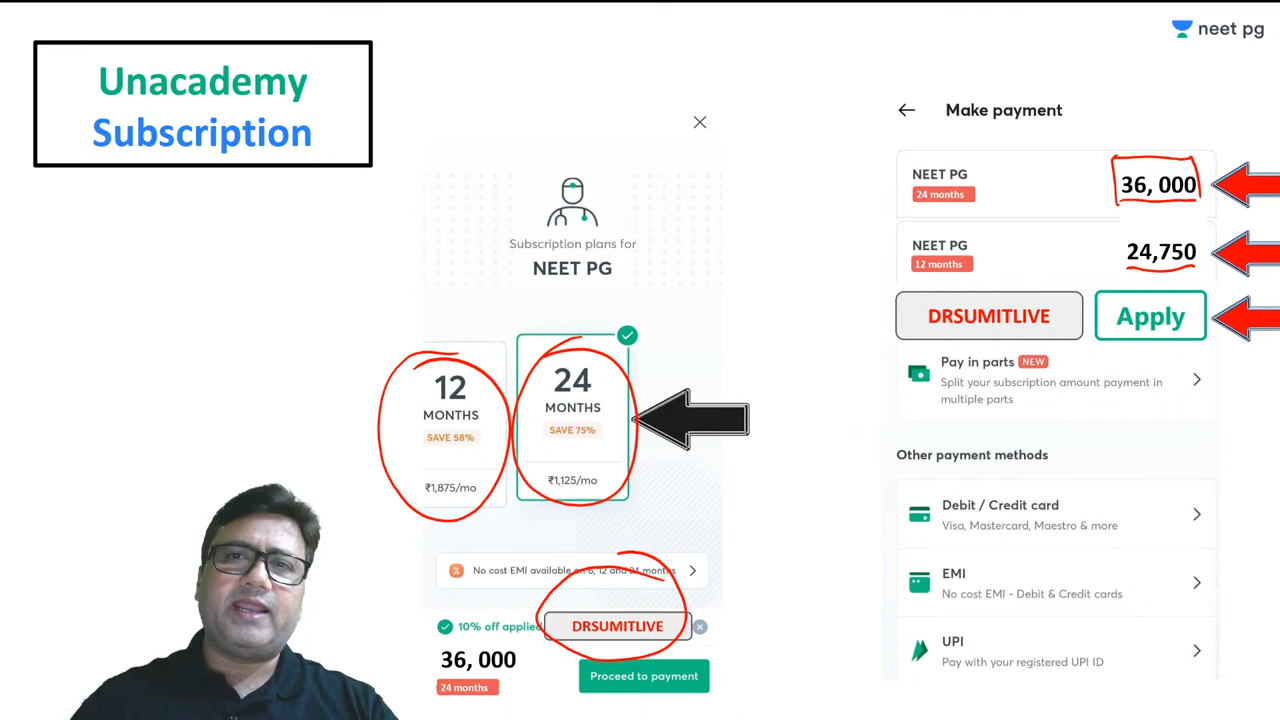 Unacademy
Subscription
Subscription plans for
NEET PG
12
MONTHS
SAVE 58%
₹1,875/mo
24
MONTHS
SAVE 75%
₹1,125/mo
No cost EMI available on 6, 12 and 24 months
10% off applied
DRSUMITLIVE
36, 000
24 months
Proceed to payment
neet pg
Make payment
NEET PG
24 months
36, 000
NEET PG
12 months
24,750
DRSUMITLIVE
Apply
Pay in parts NEW
Split your subscription amount payment in
multiple parts
Other payment methods
Debit / Credit card
Visa, Mastercard, Maestro & more
EMI
No cost EMI - Debit & Credit cards
UPI
Pay with your registered UPI ID